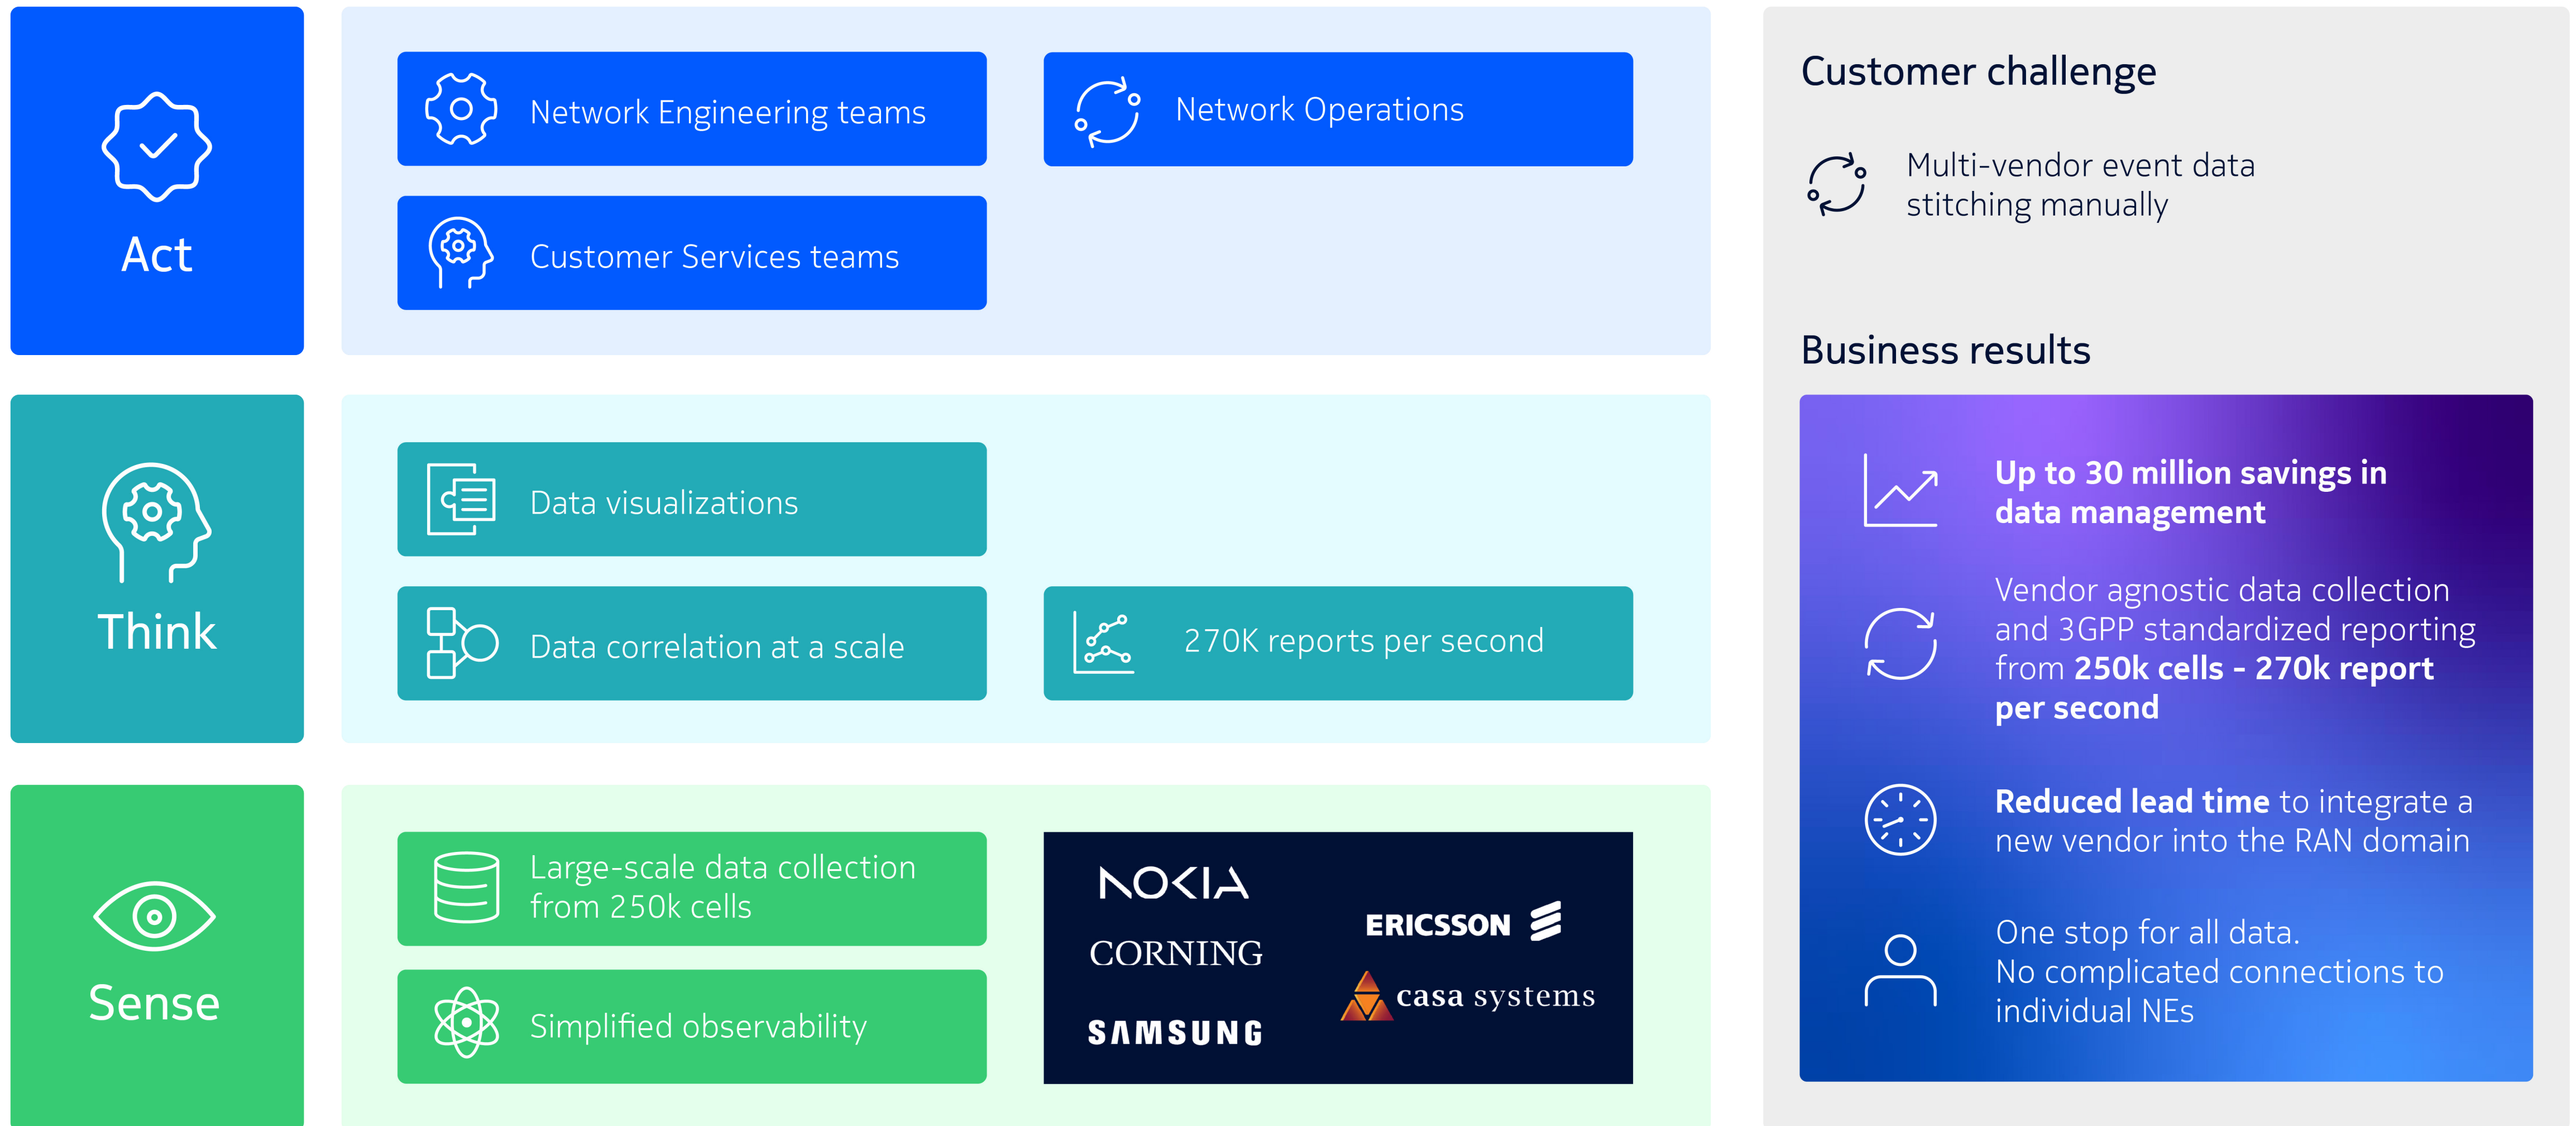 Act
Network Engineering teams
Network Operations
Customer Services teams
Think
Data visualizations
Data correlation at a scale
270K reports per second
Sense
Large-scale data collection
from 250k cells
Simplified observability
NOKIA
CORNING
SAMSUNG
ERICSSON
casa systems
Customer challenge
Multi-vendor event data
stitching manually
Business results
Up to 30 million savings in
data management
Vendor agnostic data collection
and 3GPP standardized reporting
from 250k cells - 270k report
per second
Reduced lead time to integrate a
new vendor into the RAN domain
One stop for all data.
No complicated connections to
individual NEs